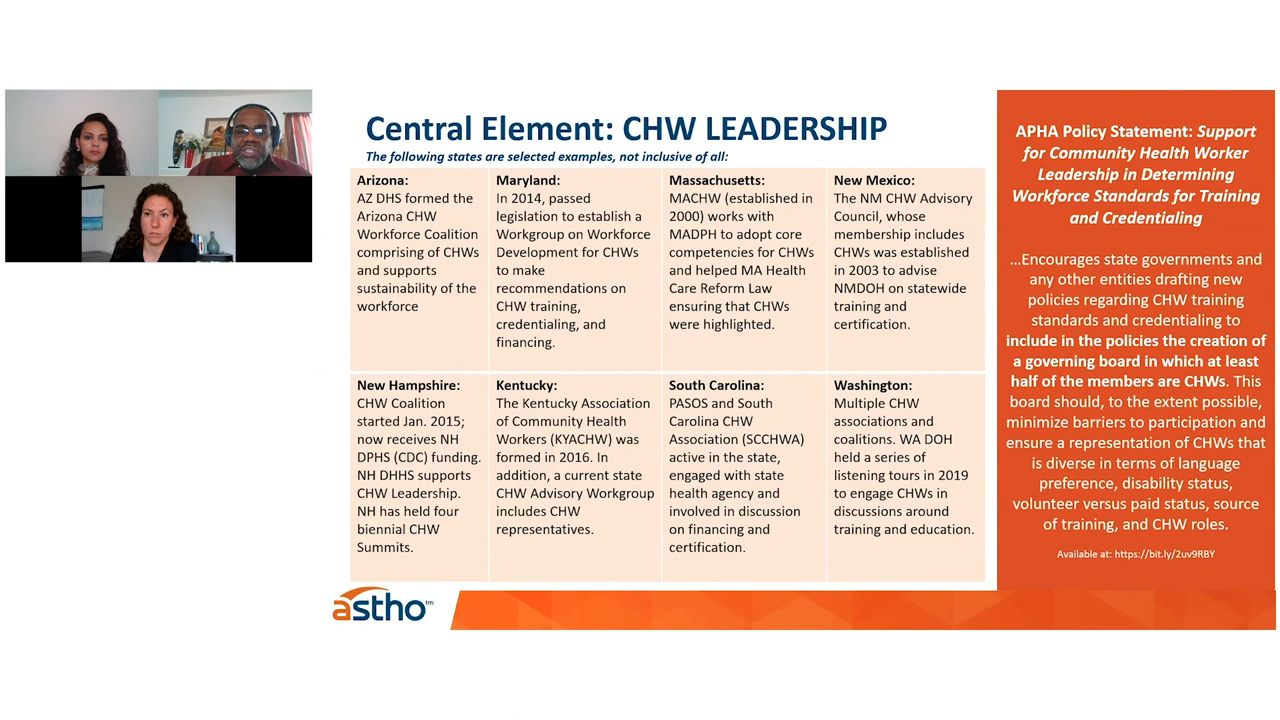 Central Element: CHW LEADERSHIP
The following states are selected examples, not inclusive of all:
Arizona:
AZ DHS formed the
Arizona CHW
Workforce Coalition
comprising of CHWs
and supports
sustainability of the
workforce
Maryland:
In 2014, passed
legislation to establish a
Workgroup on Workforce
Development for CHWs
to make
recommendations on
CHW training,
credentialing, and
financing.
Massachusetts:
MACHW (established in
2000) works with
MADPH to adopt core
competencies for CHWs
and helped MA Health
Care Reform Law
ensuring that CHWs
were highlighted.
New Mexico:
The NM CHW Advisory
Council, whose
membership includes
CHWs was established
in 2003 to advise
NMDOH on statewide
training and
certification.
New Hampshire:
CHW Coalition
started Jan. 2015;
now receives NH
DPHS (CDC) funding.
NH DHHS supports
CHW Leadership.
NH has held four
biennial CHW
Summits.
Kentucky:
The Kentucky Association
of Community Health
Workers (KYACHW) was
formed in 2016. In
addition, a current state
CHW Advisory Workgroup
includes CHW
representatives.
South Carolina:
PASOS and South
Carolina CHW
Association (SCCHWA)
active in the state,
engaged with state
health agency and
involved in discussion
on financing and
certification.
Washington:
Multiple CHW
associations and
coalitions. WA DOH
held a series of
listening tours in 2019
to engage CHWs in
discussions around
training and education.
APHA Policy Statement: Support
for Community Health Worker
Leadership in Determining
Workforce Standards for Training
and Credentialing
…Encourages state governments and
any other entities drafting new
policies regarding CHW training
standards and credentialing to
include in the policies the creation of
a governing board in which at least
half of the members are CHWs. This
board should, to the extent possible,
minimize barriers to participation and
ensure a representation of CHWs that
is diverse in terms of language
preference, disability status,
volunteer versus paid status, source
of training, and CHW roles.
Available at: https://bit.ly/2uv9RBY
astho™